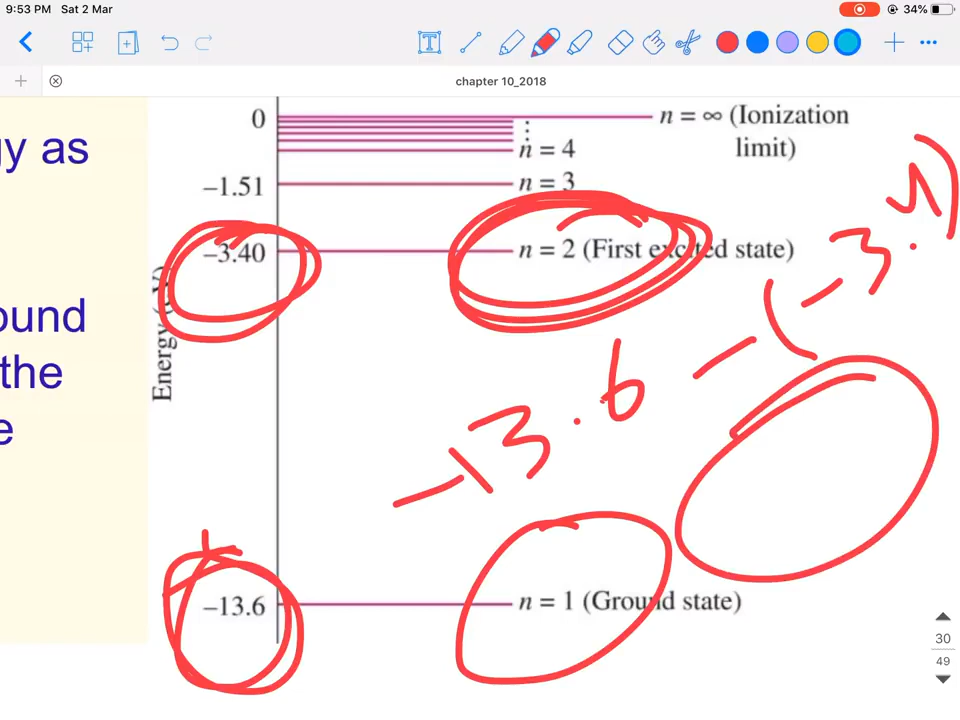 9:53 PM Sat 2 Mar
34%
chapter 10_2018
gy as
ound
the
e
Energy (eV)
0
n = ∞ (Ionization
limit)
n = 4
−1.51
n = 3
−3.40
n = 2 (First excited state)
−13.6 −(−3.4)
−13.6
n = 1 (Ground state)
30
49